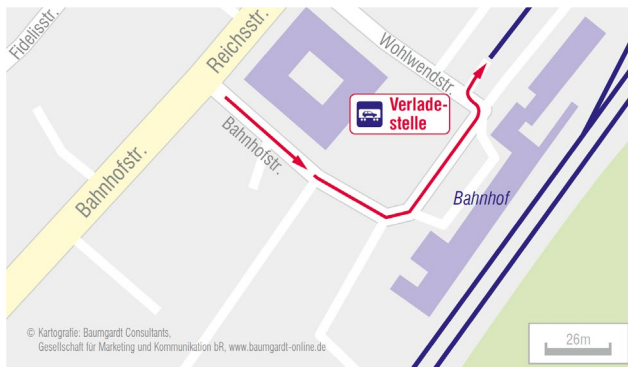 Fidelisstr.
Reichsstr.
Wohlwendstr.
Verlade-
stelle
Bahnhofstr.
Bahnhofstr.
Bahnhof
© Kartografie: Baumgardt Consultants,
Gesellschaft für Marketing und Kommunikation bR, www.baumgardt-online.de
26m